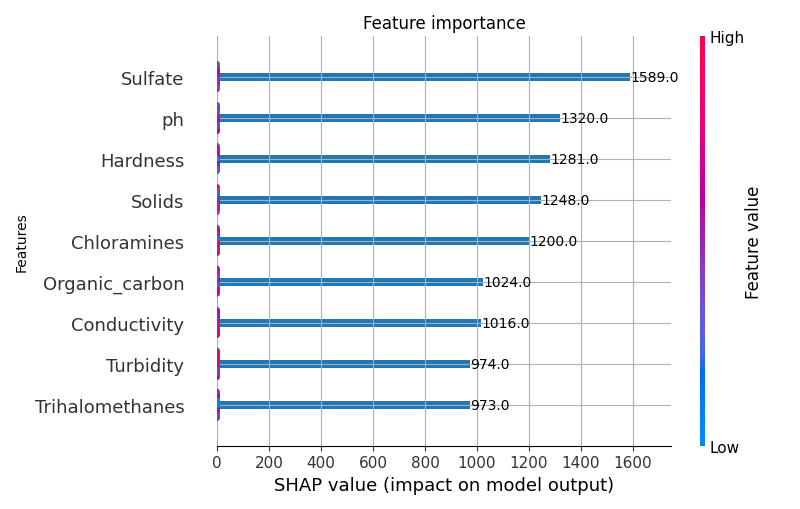 Feature importance
High
Sulfate 1589.0
ph 1320.0
Hardness 1281.0
Solids 1248.0
Chloramines 1200.0
Organic_carbon 1024.0
Conductivity 1016.0
Turbidity 974.0
Trihalomethanes 973.0
Features
Feature value
Low
0 200 400 600 800 1000 1200 1400 1600
SHAP value (impact on model output)